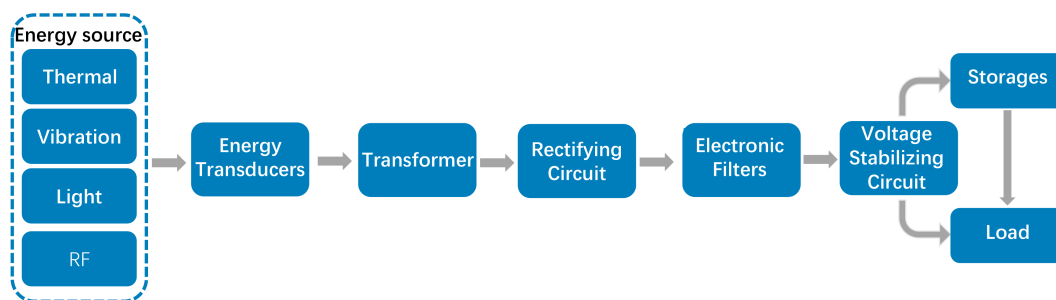 Energy source
Thermal
Vibration
Light
RF
Energy
Transducers
Transformer
Rectifying
Circuit
Electronic
Filters
Voltage
Stabilizing
Circuit
Storages
Load